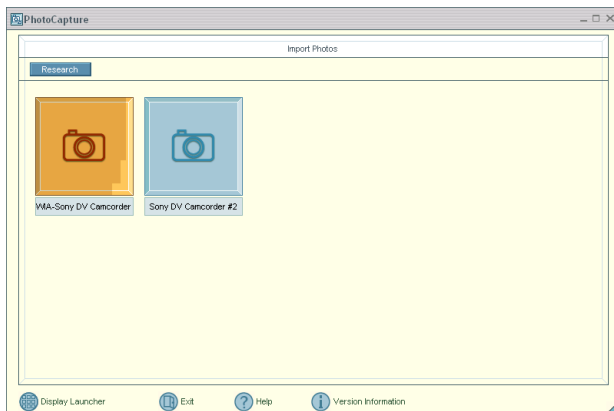 PhotoCapture
Import Photos
Research
WIA-Sony DV Camcorder
Sony DV Camcorder #2
Display Launcher
Exit
Help
Version Information